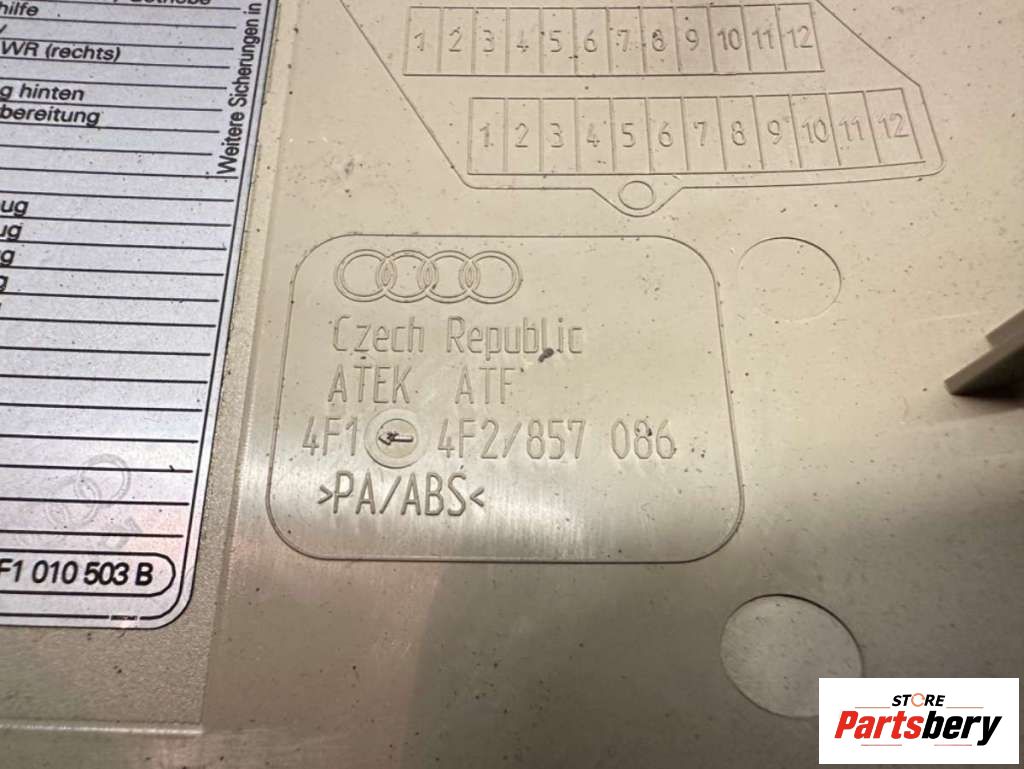 hilfe
WR (rechts)
g hinten
bereitung
ug
ug
g
g
F1 010 503 B
Weitere Sicherungen in
1 2 3 4 5 6 7 8 9 10 11 12
1 2 3 4 5 6 7 8 9 10 11 12
Czech Republic
ATEK ATF
4F1 4F2/857 086
>PA/ABS<
STORE
Partsbery